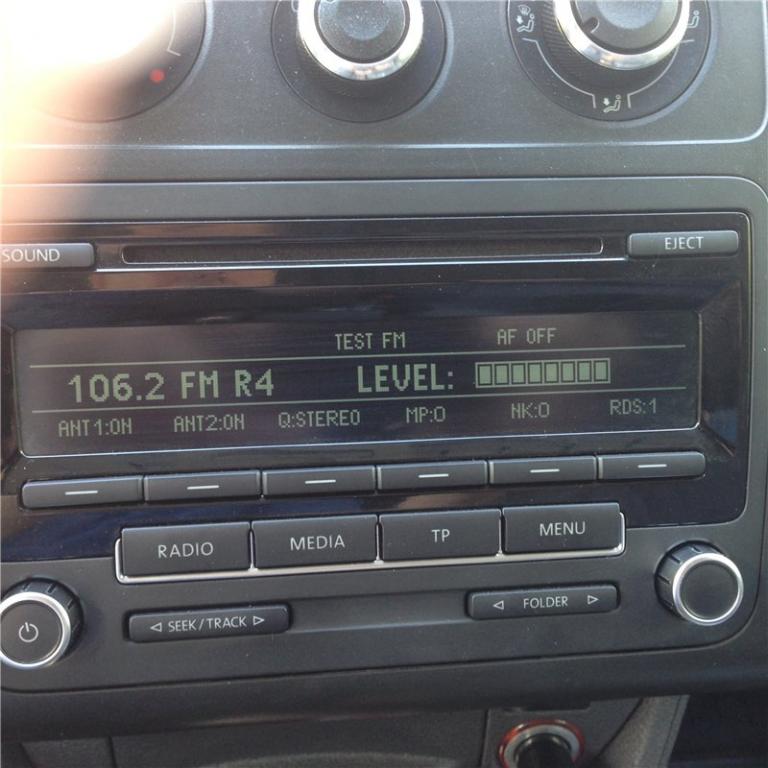 SOUND
EJECT
TEST FM AF OFF
106.2 FM R4 LEVEL:
ANT1:ON ANT2:ON Q:STEREO MP:0 NK:0 RDS:1
RADIO MEDIA TP MENU
SEEK/TRACK FOLDER